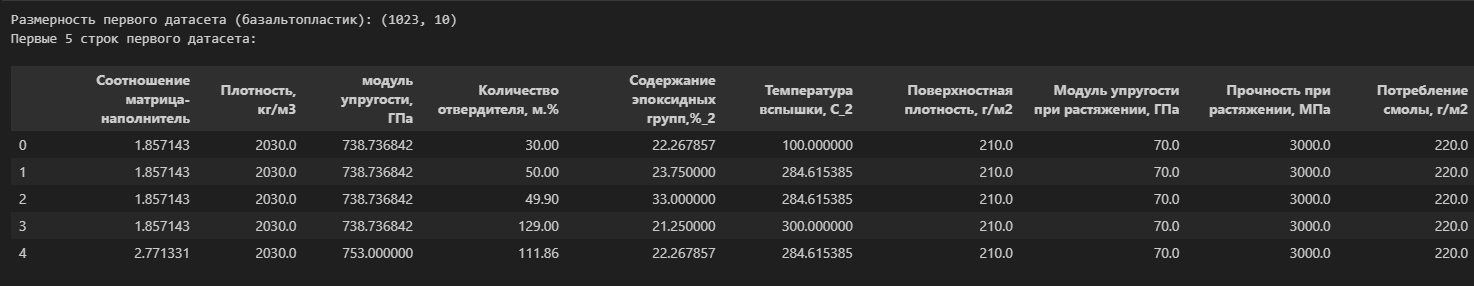 Размерность первого датасета (базальтопластик): (1023, 10)
Первые 5 строк первого датасета:
Соотношение матрица-наполнитель Плотность, кг/м3 модуль упругости, ГПа Количество отвердителя, м.% Содержание эпоксидных групп,%_2 Температура вспышки, С_2 Поверхностная плотность, г/м2 Модуль упругости при растяжении, ГПа Прочность при растяжении, МПа Потребление смолы, г/м2
0 1.857143 2030.0 738.736842 30.00 22.267857 100.000000 210.0 70.0 3000.0 220.0
1 1.857143 2030.0 738.736842 50.00 23.750000 284.615385 210.0 70.0 3000.0 220.0
2 1.857143 2030.0 738.736842 49.90 33.000000 284.615385 210.0 70.0 3000.0 220.0
3 1.857143 2030.0 738.736842 129.00 21.250000 300.000000 210.0 70.0 3000.0 220.0
4 2.771331 2030.0 753.000000 111.86 22.267857 284.615385 210.0 70.0 3000.0 220.0